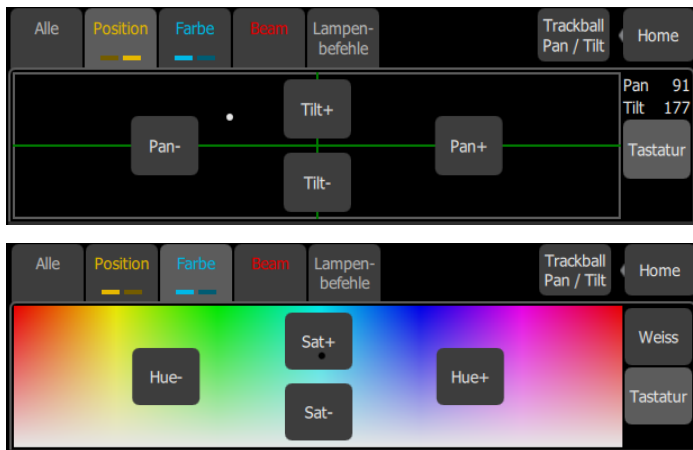 Alle Position Farbe Beam Lampen-
befehle
Trackball
Pan / Tilt
Home
Pan 91
Tilt 177
Tilt+
Pan-
Pan+
Tastatur
Tilt-
Alle Position Farbe Beam Lampen-
befehle
Trackball
Pan / Tilt
Home
Weiss
Sat+
Hue-
Hue+
Tastatur
Sat-